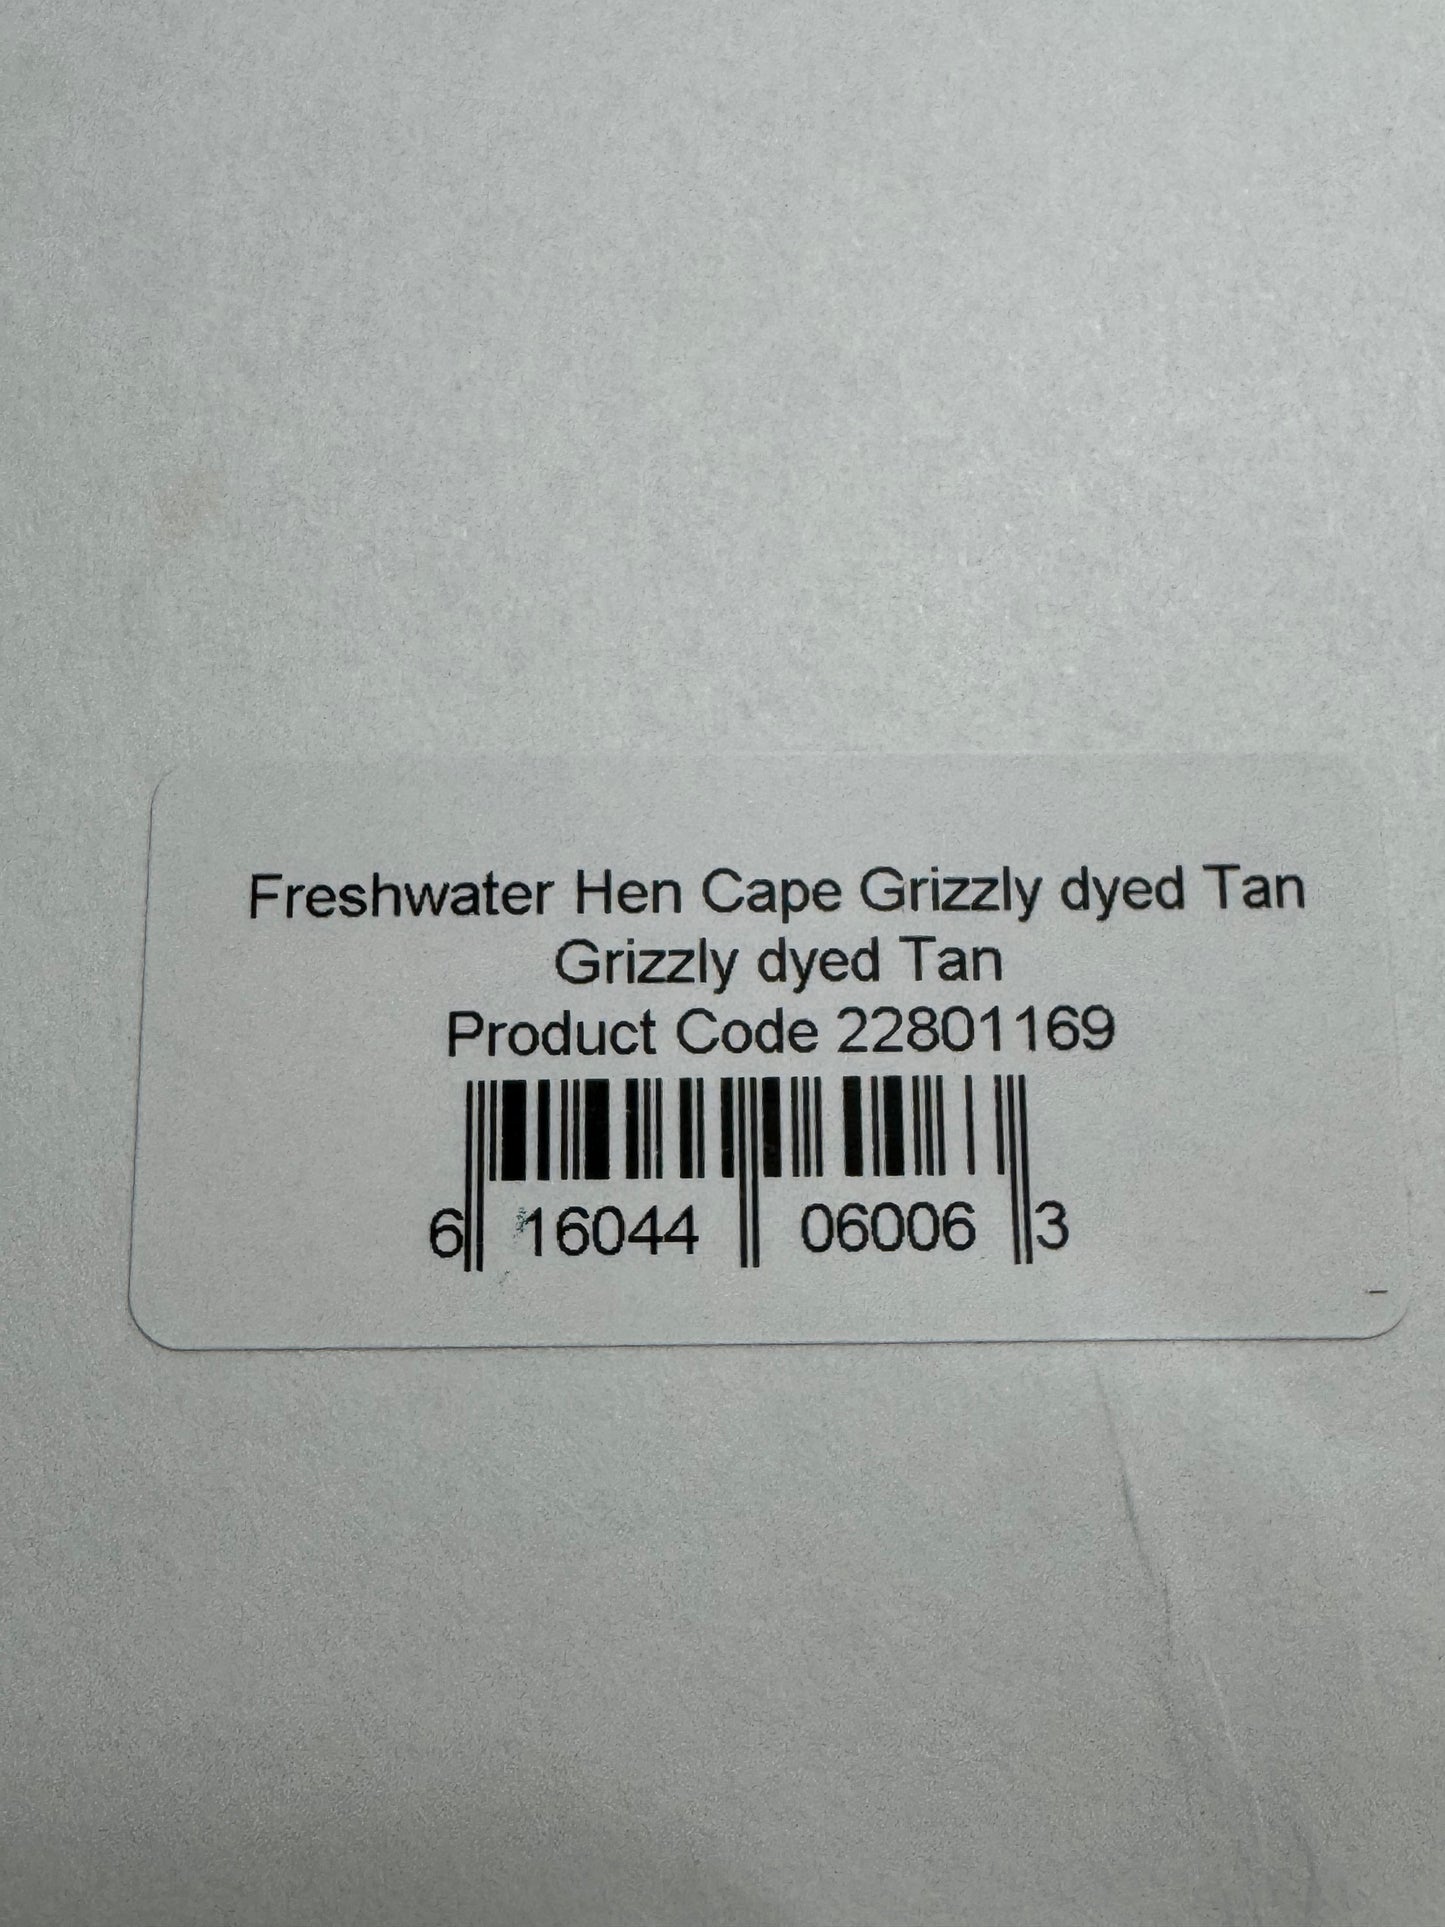 Freshwater Hen Cape Grizzly dyed Tan
Grizzly dyed Tan
Product Code 22801169
6 16044 06006 3